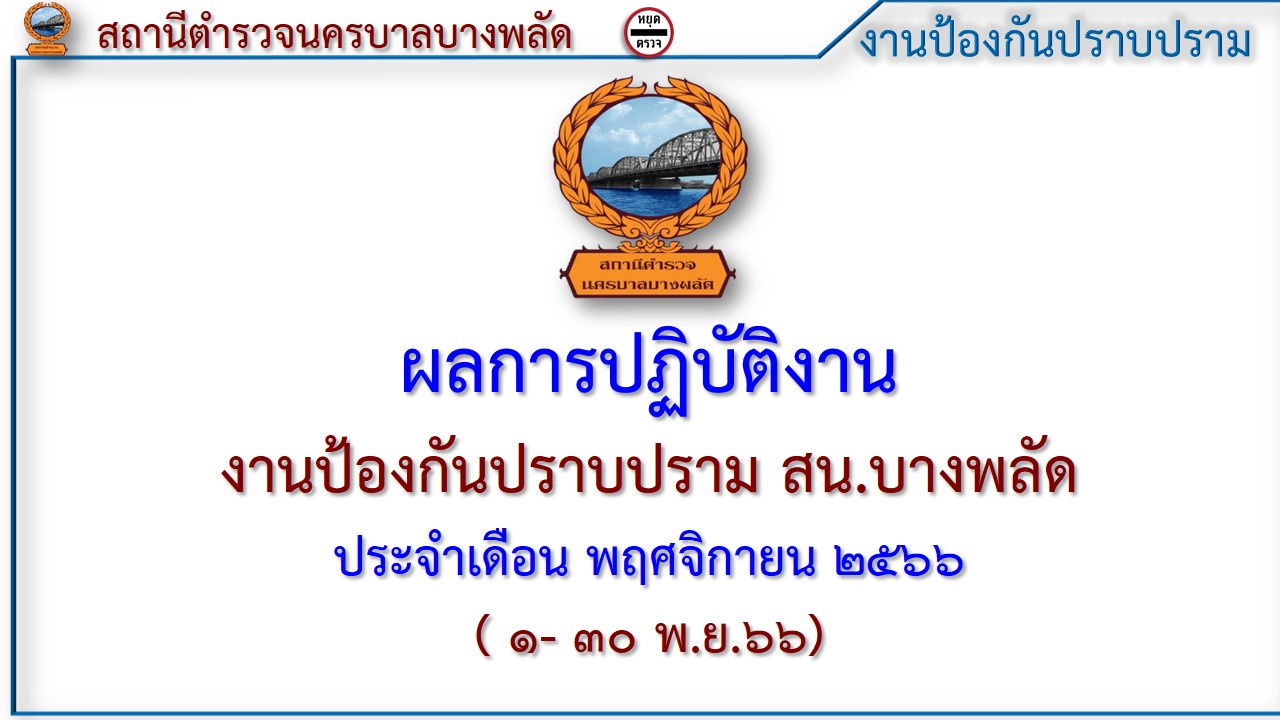 สถานีตำรวจนครบาลบางพลัด
หยุด
ตรวจ
งานป้องกันปราบปราม
สถานีตำรวจ
นครบาลบางพลัด
ผลการปฏิบัติงาน
งานป้องกันปราบปราม สน.บางพลัด
ประจำเดือน พฤศจิกายน ๒๕๖๖
( ๑- ๓๐ พ.ย.๖๖)